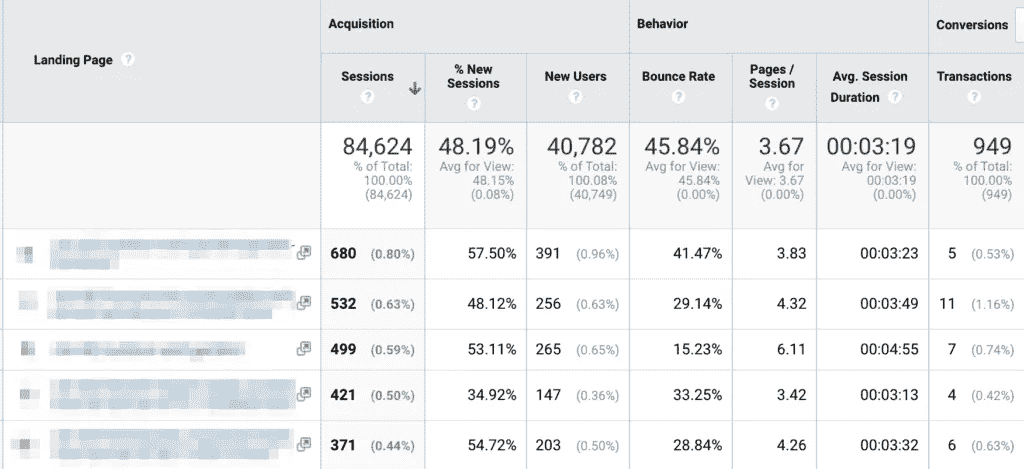 Acquisition
Behavior
Conversions
Landing Page ?
Sessions
?
% New
Sessions
?
New Users
?
Bounce Rate
?
Pages /
Session
?
Avg. Session
Duration ?
Transactions
?
84,624
% of Total:
100.00%
(84,624)
48.19%
Avg for View:
48.15%
(0.08%)
40,782
% of Total:
100.08%
(40,749)
45.84%
Avg for View:
45.84%
(0.00%)
3.67
Avg for
View: 3.67
(0.00%)
00:03:19
Avg for View:
00:03:19
(0.00%)
949
% of Total:
100.00%
(949)
680 (0.80%) 57.50% 391 (0.96%) 41.47% 3.83 00:03:23 5 (0.53%)
532 (0.63%) 48.12% 256 (0.63%) 29.14% 4.32 00:03:49 11 (1.16%)
499 (0.59%) 53.11% 265 (0.65%) 15.23% 6.11 00:04:55 7 (0.74%)
421 (0.50%) 34.92% 147 (0.36%) 33.25% 3.42 00:03:13 4 (0.42%)
371 (0.44%) 54.72% 203 (0.50%) 28.84% 4.26 00:03:32 6 (0.63%)